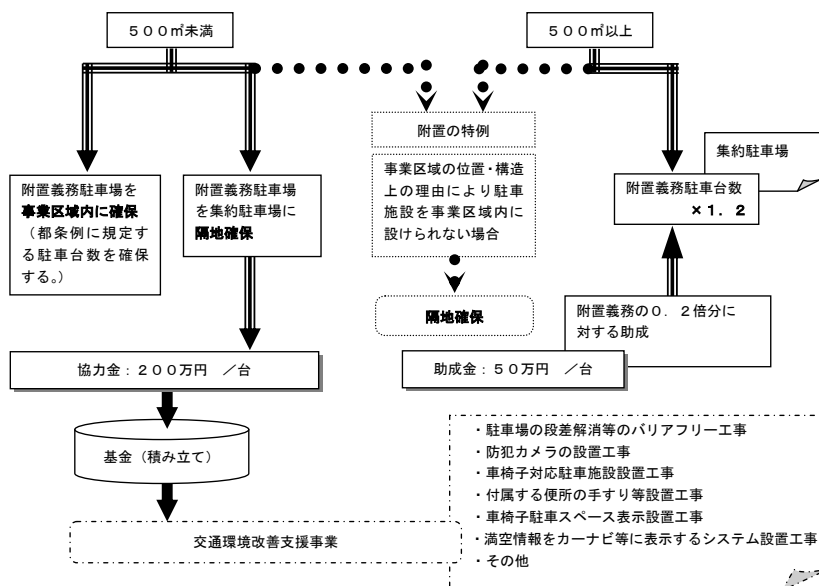 ５００㎡未満
５００㎡以上
附置の特例
事業区域の位置・構造
上の理由により駐車
施設を事業区域内に
設けられない場合
集約駐車場
附置義務駐車場を
事業区域内に確保
（都条例に規定す
る駐車台数を確保
する。）
附置義務駐車場
を集約駐車場に
隔地確保
附置義務駐車台数
×１．２
隔地確保
附置義務の０．２倍分に
対する助成
協力金：２００万円　／台
助成金：５０万円　／台
基金（積み立て）
交通環境改善支援事業
・駐車場の段差解消等のバリアフリー工事
・防犯カメラの設置工事
・車椅子対応駐車施設設置工事
・付属する便所の手すり等設置工事
・車椅子駐車スペース表示設置工事
・満空情報をカーナビ等に表示するシステム設置工事
・その他